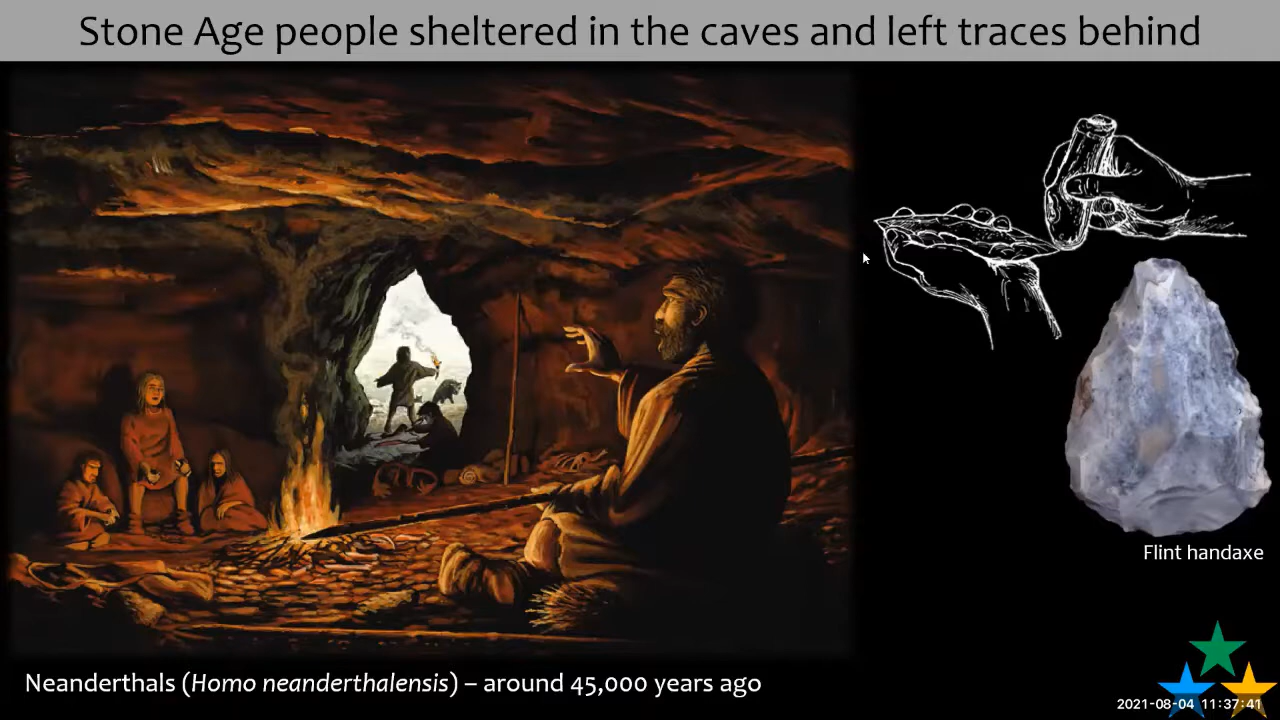 Stone Age people sheltered in the caves and left traces behind
Flint handaxe
Neanderthals (Homo neanderthalensis) – around 45,000 years ago
2021-08-04 11:37:41